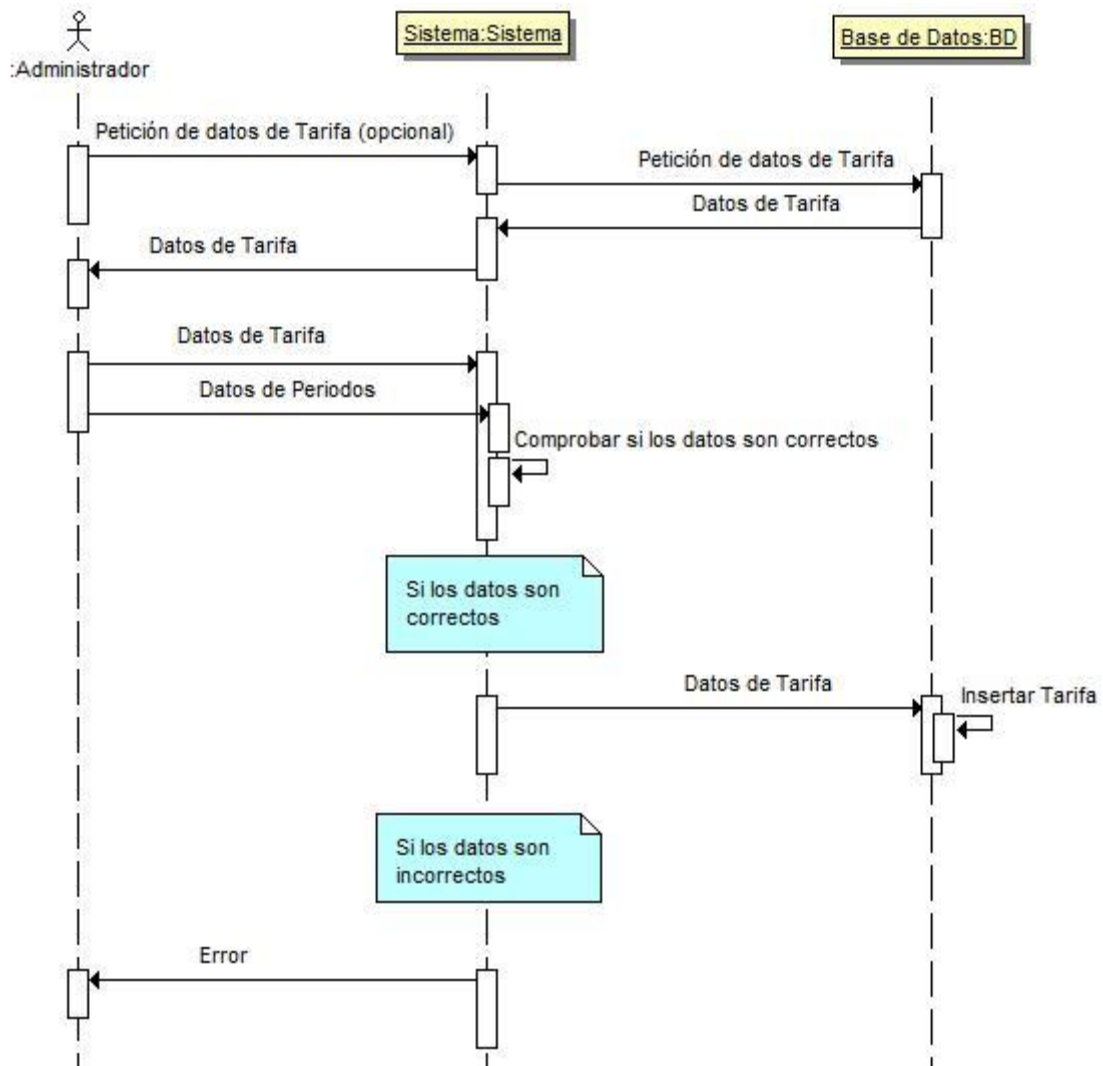 Sistema:Sistema
Base de Datos:BD
:Administrador
Petición de datos de Tarifa (opcional)
Petición de datos de Tarifa
Datos de Tarifa
Datos de Tarifa
Datos de Tarifa
Datos de Periodos
Comprobar si los datos son correctos
Si los datos son
correctos
Datos de Tarifa
Insertar Tarifa
Si los datos son
incorrectos
Error